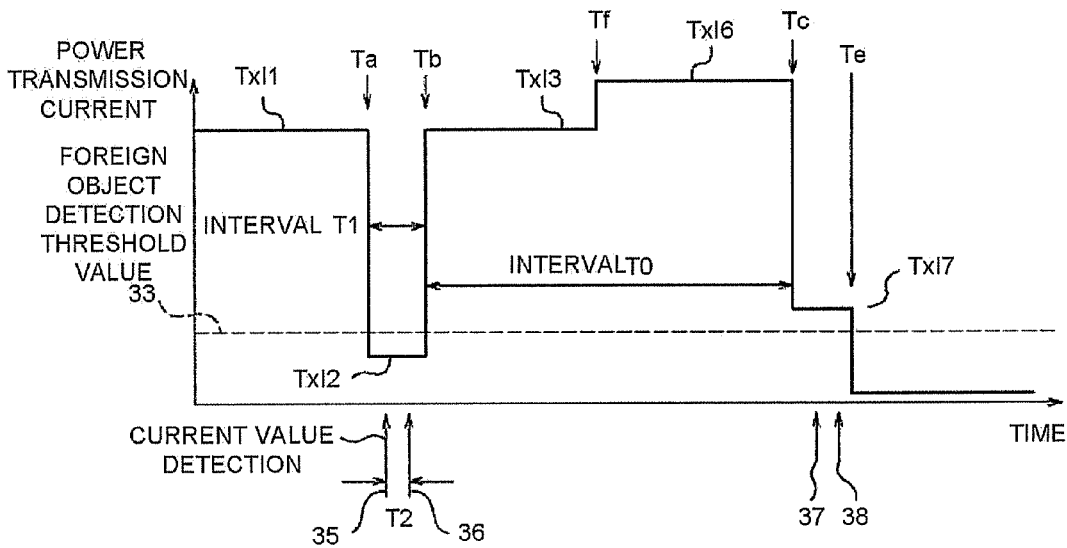 POWER
TRANSMISSION
CURRENT
TxI1
Ta
Tb
TxI3
Tf
TxI6
Tc
Te
FOREIGN
OBJECT
DETECTION
THRESHOLD
VALUE
33
INTERVAL T1
INTERVALT0
TxI7
TxI2
TIME
CURRENT VALUE
DETECTION
35
T2
36
37
38